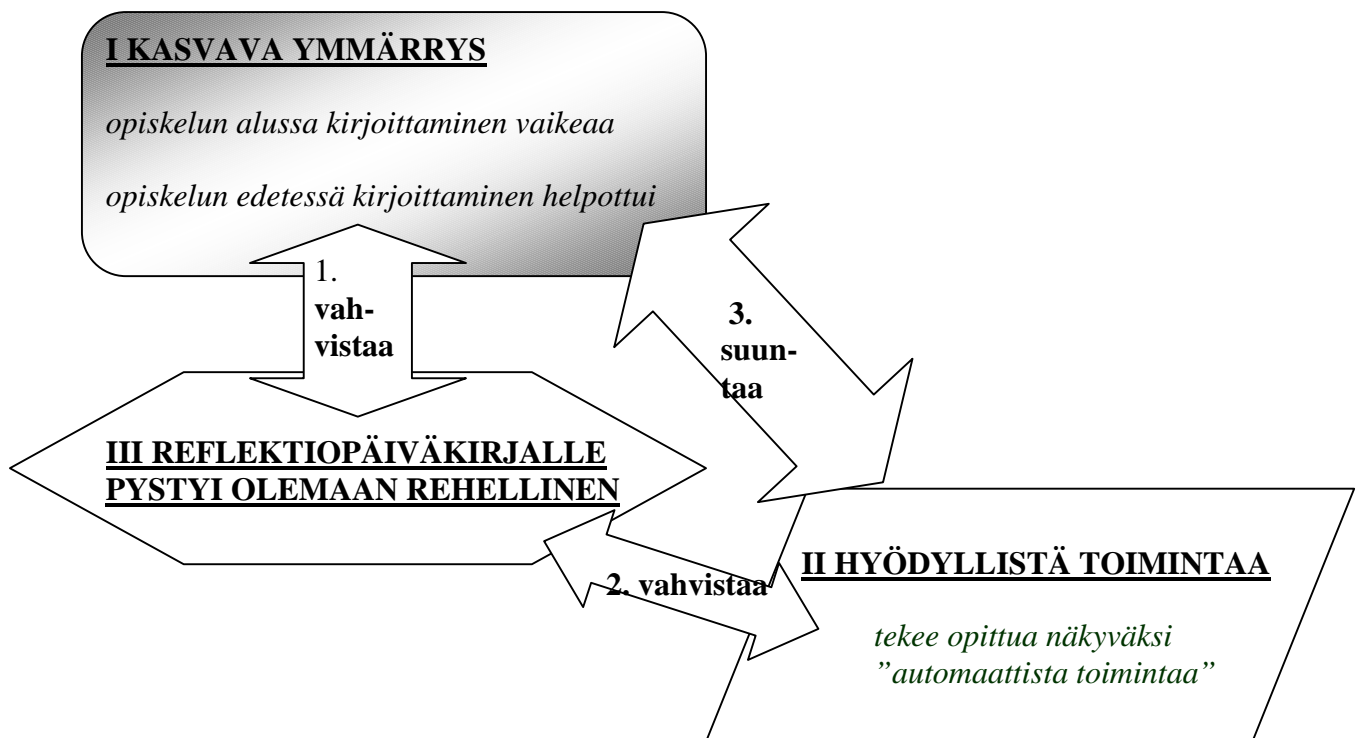 I KASVAVA YMMÄRRYS
opiskelun alussa kirjoittaminen vaikeaa
opiskelun edetessä kirjoittaminen helpottui
1.
vah-
vistaa
3.
suun-
taa
III REFLEKTIOPÄIVÄKIRJALLE
PYSTYI OLEMAAN REHELLINEN
2. vahvistaa
II HYÖDYLLISTÄ TOIMINTAA
tekee opittua näkyväksi
”automaattista toimintaa”